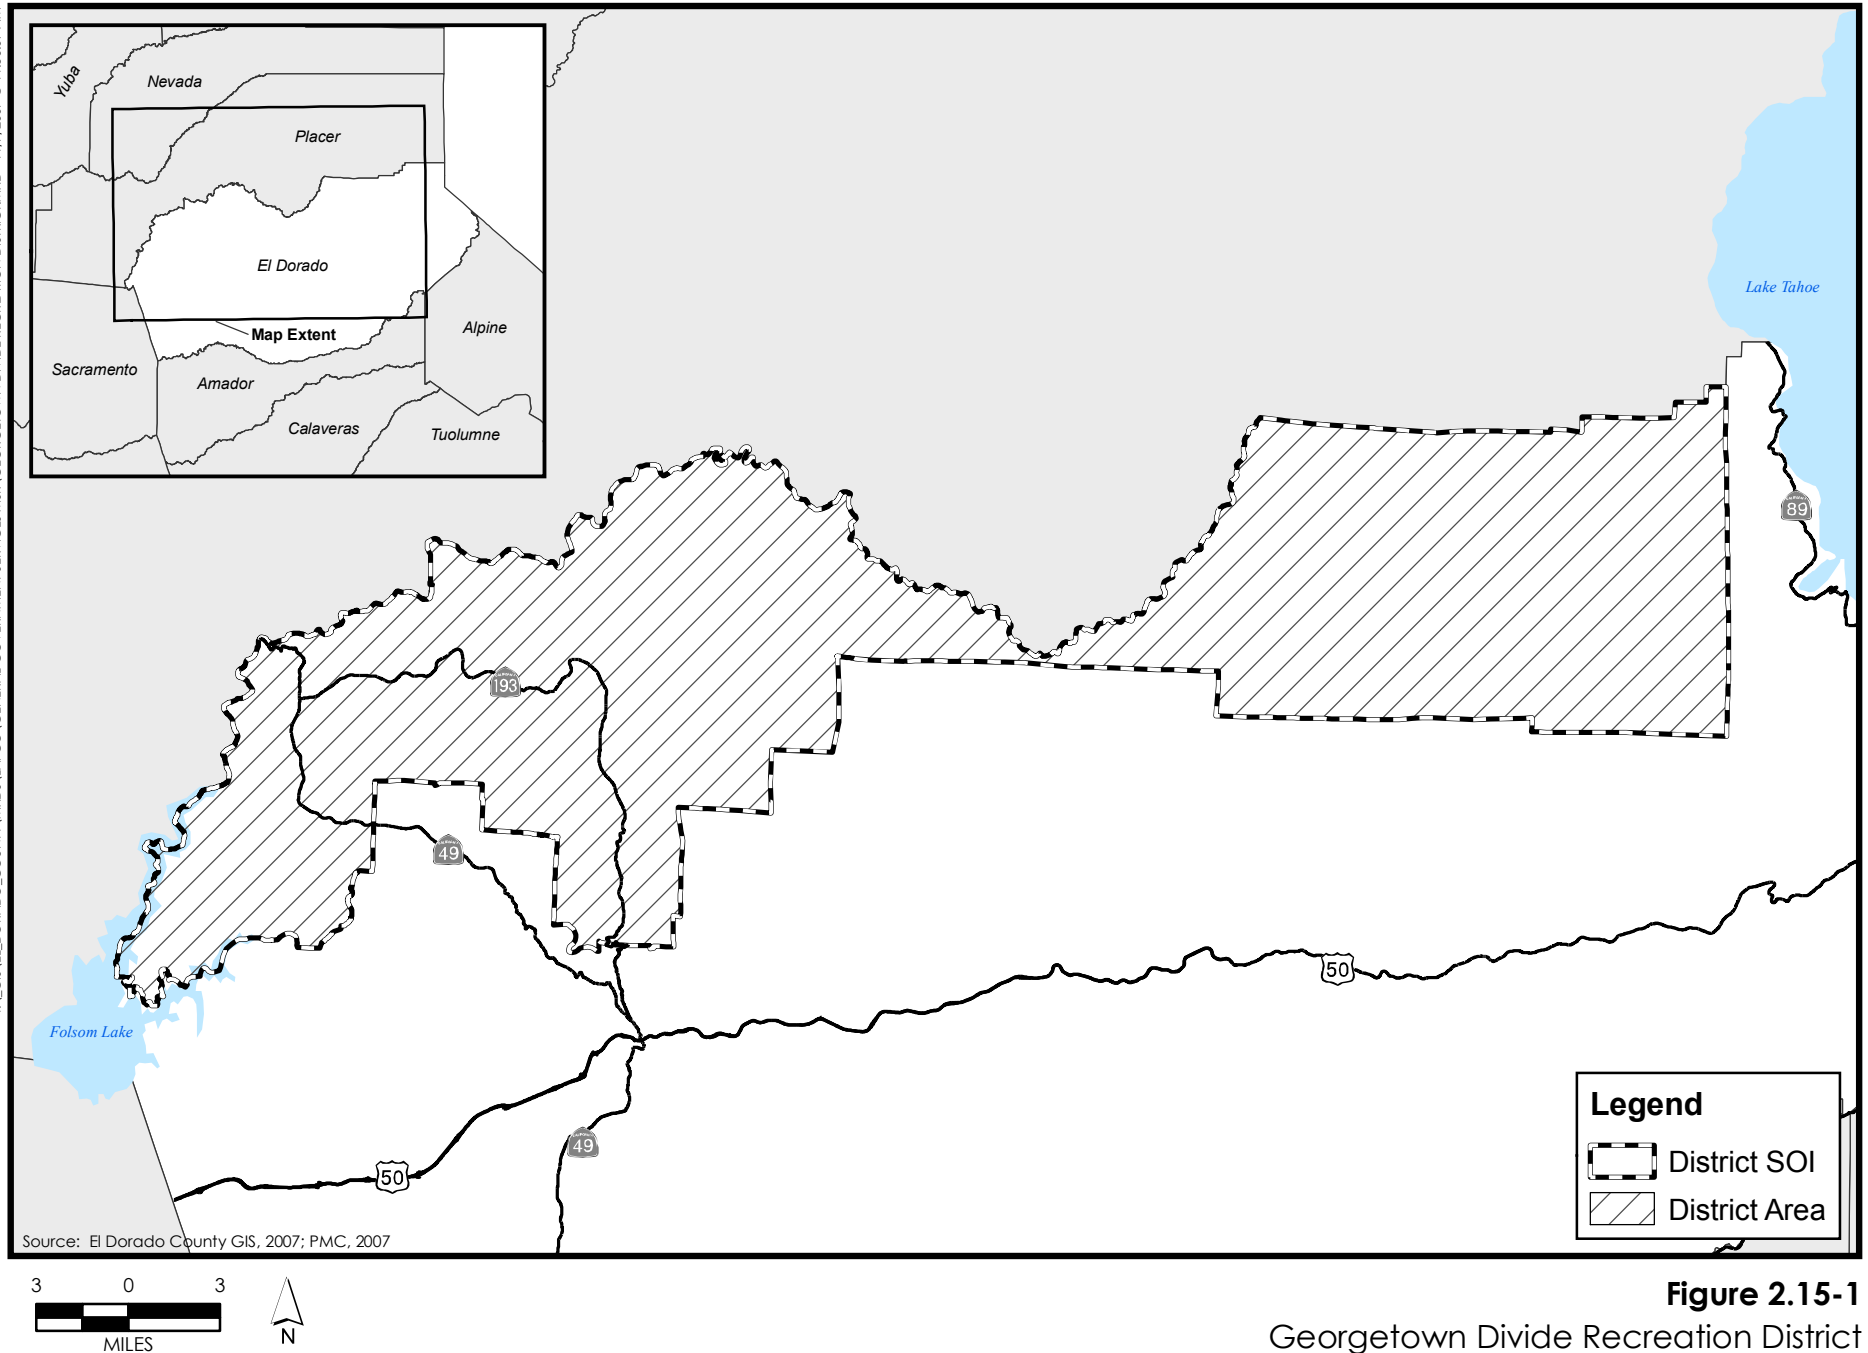 Yuba
Nevada
Placer
El Dorado
Map Extent
Sacramento
Amador
Alpine
Calaveras
Tuolumne
Lake Tahoe
89
193
49
50
Folsom Lake
49
50
Legend
District SOI
District Area
Source: El Dorado County GIS, 2007; PMC, 2007
3 0 3
MILES
N
Figure 2.15-1
Georgetown Divide Recreation District